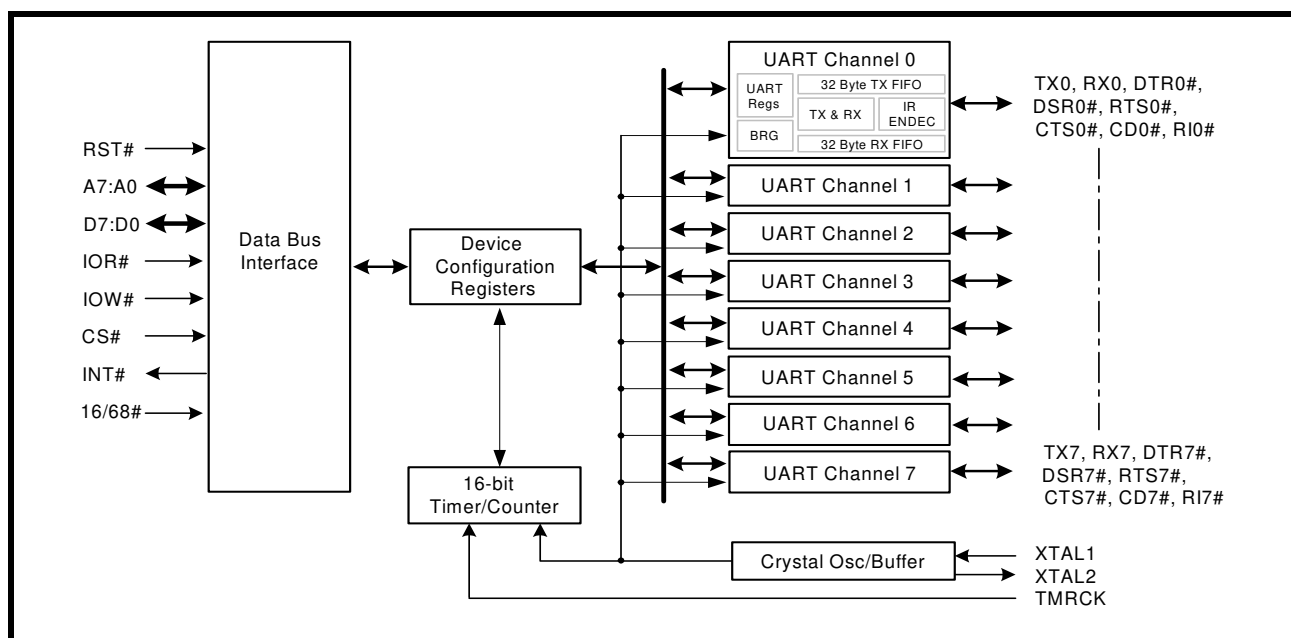 RST#
A7:A0
D7:D0
IOR#
IOW#
CS#
INT#
16/68#
Data Bus
Interface
Device
Configuration
Registers
16-bit
Timer/Counter
UART Channel 0
UART
Regs
BRG
32 Byte TX FIFO
TX & RX
IR
ENDEC
32 Byte RX FIFO
UART Channel 1
UART Channel 2
UART Channel 3
UART Channel 4
UART Channel 5
UART Channel 6
UART Channel 7
Crystal Osc/Buffer
TX0, RX0, DTR0#,
DSR0#, RTS0#,
CTS0#, CD0#, RI0#
TX7, RX7, DTR7#,
DSR7#, RTS7#,
CTS7#, CD7#, RI7#
XTAL1
XTAL2
TMRCK